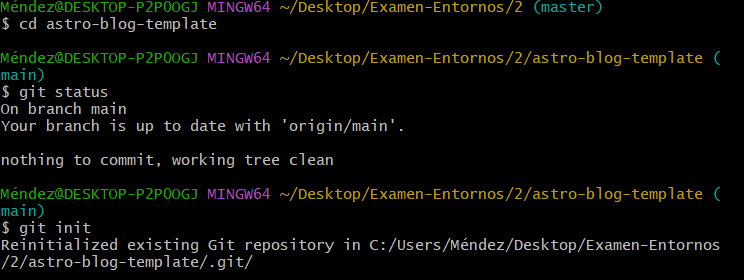 Méndez@DESKTOP-P2P0OGJ MINGW64 ~/Desktop/Examen-Entornos/2 (master)
$ cd astro-blog-template
Méndez@DESKTOP-P2P0OGJ MINGW64 ~/Desktop/Examen-Entornos/2/astro-blog-template (
main)
$ git status
On branch main
Your branch is up to date with 'origin/main'.
nothing to commit, working tree clean
Méndez@DESKTOP-P2P0OGJ MINGW64 ~/Desktop/Examen-Entornos/2/astro-blog-template (
main)
$ git init
Reinitialized existing Git repository in C:/Users/Méndez/Desktop/Examen-Entornos
/2/astro-blog-template/.git/